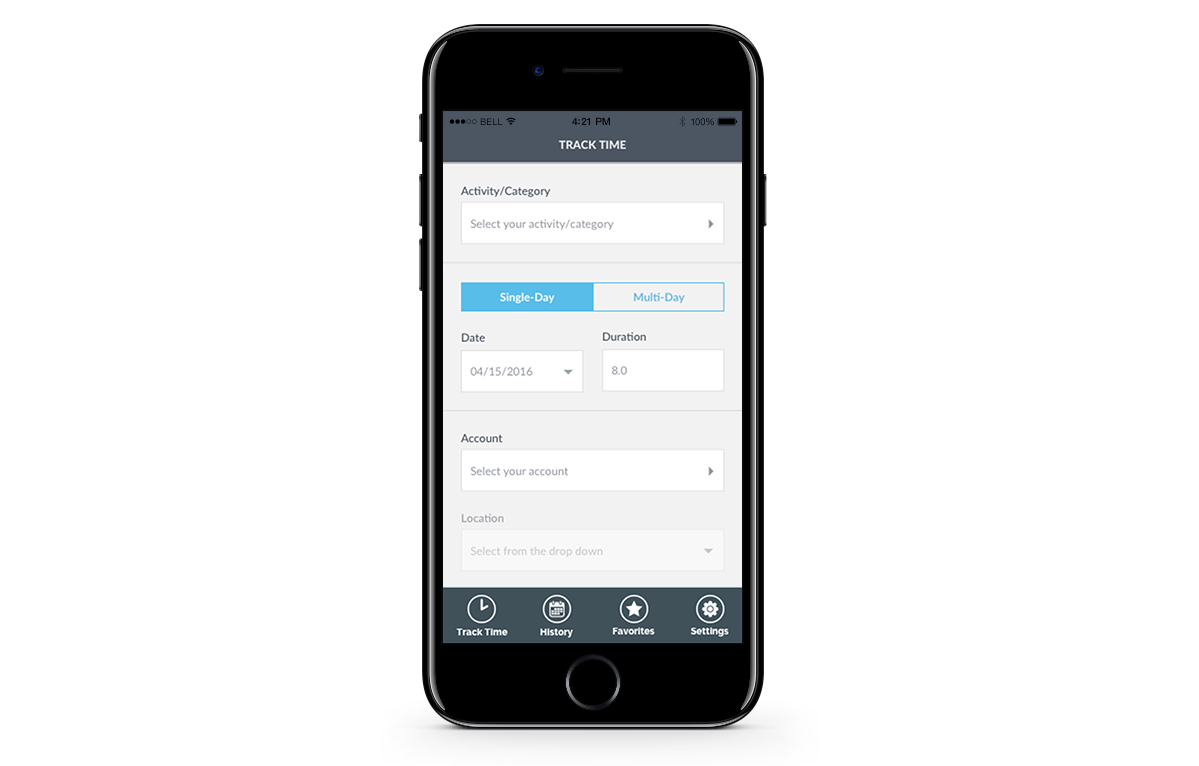 BELL 4:21 PM 100%
TRACK TIME
Activity/Category
Select your activity/category
Single-Day Multi-Day
Date Duration
04/15/2016 8.0
Account
Select your account
Location
Select from the drop down
Track Time History Favorites Settings